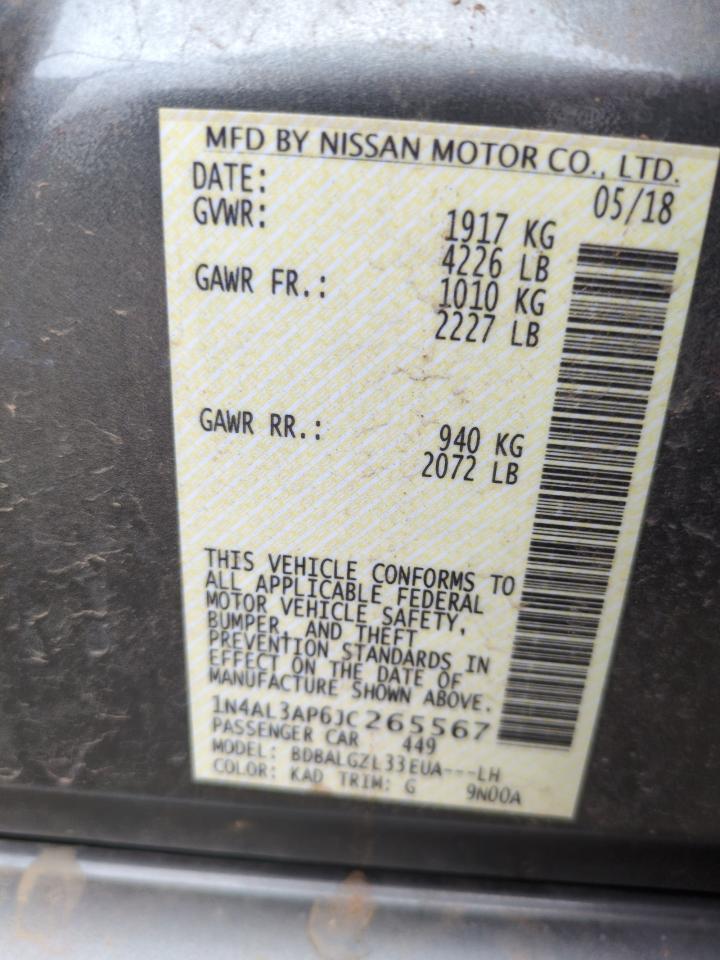 MFD BY NISSAN MOTOR CO., LTD.
DATE: 05/18
GVWR: 1917 KG
4226 LB
GAWR FR.: 1010 KG
2227 LB
GAWR RR.: 940 KG
2072 LB
THIS VEHICLE CONFORMS TO
ALL APPLICABLE FEDERAL
MOTOR VEHICLE SAFETY,
BUMPER, AND THEFT
PREVENTION STANDARDS IN
EFFECT ON THE DATE OF
MANUFACTURE SHOWN ABOVE.
1N4AL3AP6JC265567
PASSENGER CAR 449
MODEL: BDBALGZL33EUA---LH
COLOR: KAD TRIM: G 9N00A